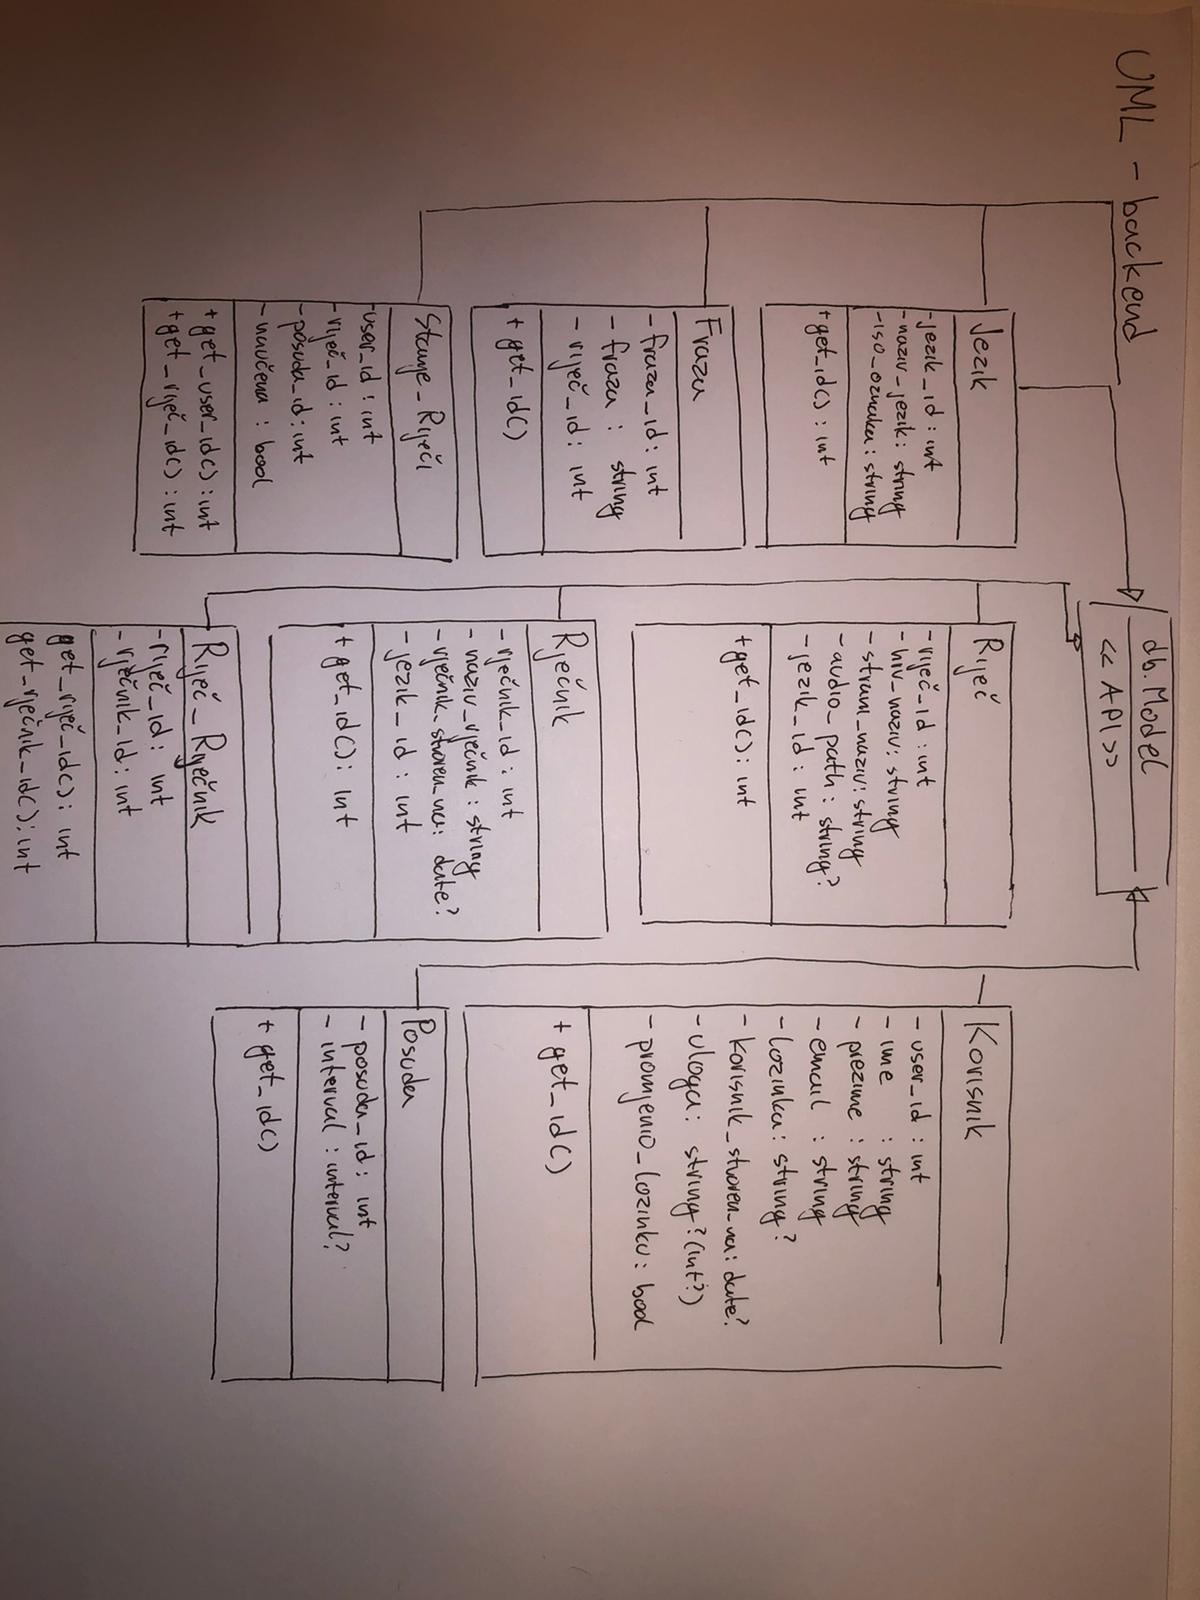 UML - backend
db.Model
<< API >>
Jezik
- jezik_id : int
- naziv_jezik : string
- iso_oznaka : string
+ get_id() : int
Fraza
- fraza_id : int
- fraza : string
- riječ_id : int
+ get_id()
Stanje_Riječi
- user_id : int
- riječ_id : int
- posuda_id : int
- naučena : bool
+ get_user_id() : int
+ get_riječ_id() : int
Riječ
- riječ_id : int
- hrv_naziv : string
- strani_naziv : string
- audio_path : string?
- jezik_id : int
+ get_id() : int
Rječnik
- rječnik_id : int
- naziv_rječnik : string
- rječnik_stvoren_na : date?
- jezik_id : int
+ get_id() : int
Riječ_Rječnik
- riječ_id : int
- rječnik_id : int
get_riječ_id() : int
get_rječnik_id() : int
Korisnik
- user_id : int
- ime : string
- prezime : string
- email : string
- lozinka : string?
- korisnik_stvoren_na : date?
- uloga : string? (int?)
- promjenio_lozinku : bool
+ get_id()
Posuda
- posuda_id : int
- interval : interval?
+ get_id()